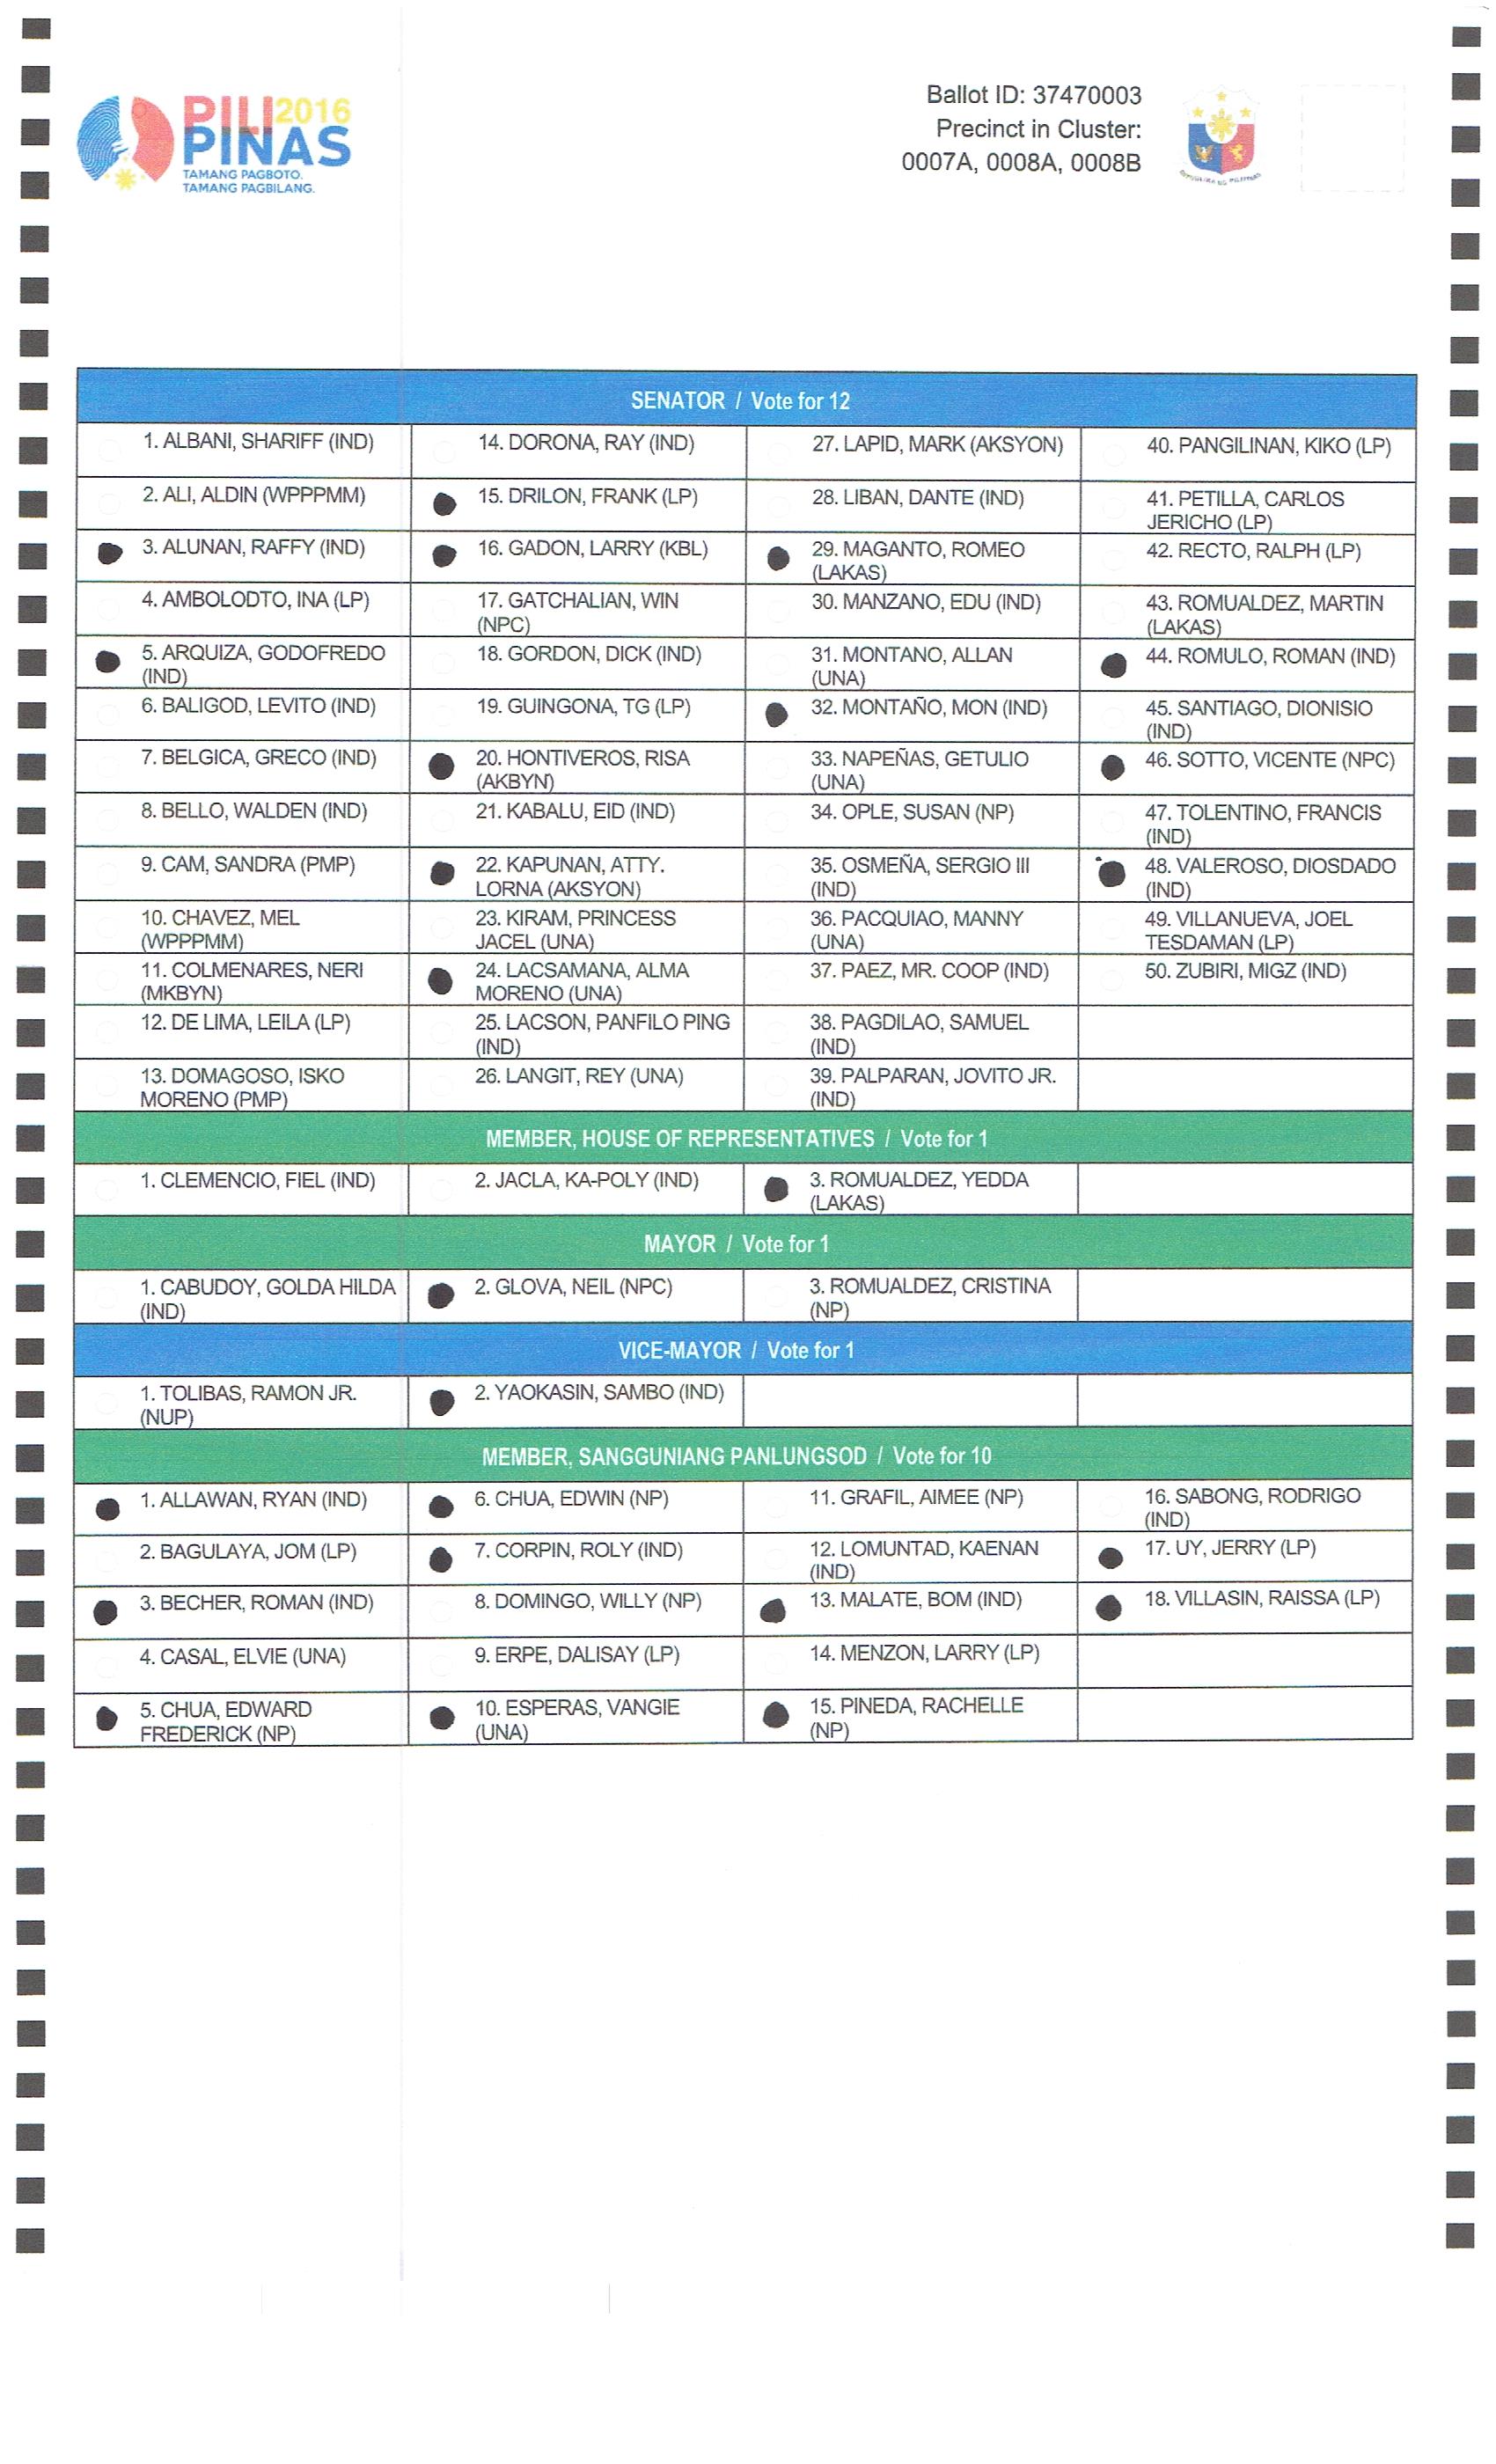 PILI 2016
PINAS
TAMANG PAGBOTO.
TAMANG PAGBILANG.
Ballot ID: 37470003
Precinct in Cluster:
0007A, 0008A, 0008B
REPUBLIKA NG PILIPINAS
SENATOR / Vote for 12
1. ALBANI, SHARIFF (IND)
2. ALI, ALDIN (WPPPMM)
3. ALUNAN, RAFFY (IND)
4. AMBOLODTO, INA (LP)
5. ARQUIZA, GODOFREDO
(IND)
6. BALIGOD, LEVITO (IND)
7. BELGICA, GRECO (IND)
8. BELLO, WALDEN (IND)
9. CAM, SANDRA (PMP)
10. CHAVEZ, MEL
(WPPPMM)
11. COLMENARES, NERI
(MKBYN)
12. DE LIMA, LEILA (LP)
13. DOMAGOSO, ISKO
MORENO (PMP)
14. DORONA, RAY (IND)
15. DRILON, FRANK (LP)
16. GADON, LARRY (KBL)
17. GATCHALIAN, WIN
(NPC)
18. GORDON, DICK (IND)
19. GUINGONA, TG (LP)
20. HONTIVEROS, RISA
(AKBYN)
21. KABALU, EID (IND)
22. KAPUNAN, ATTY.
LORNA (AKSYON)
23. KIRAM, PRINCESS
JACEL (UNA)
24. LACSAMANA, ALMA
MORENO (UNA)
25. LACSON, PANFILO PING
(IND)
26. LANGIT, REY (UNA)
27. LAPID, MARK (AKSYON)
28. LIBAN, DANTE (IND)
29. MAGANTO, ROMEO
(LAKAS)
30. MANZANO, EDU (IND)
31. MONTANO, ALLAN
(UNA)
32. MONTAÑO, MON (IND)
33. NAPEÑAS, GETULIO
(UNA)
34. OPLE, SUSAN (NP)
35. OSMEÑA, SERGIO III
(IND)
36. PACQUIAO, MANNY
(UNA)
37. PAEZ, MR. COOP (IND)
38. PAGDILAO, SAMUEL
(IND)
39. PALPARAN, JOVITO JR.
(IND)
40. PANGILINAN, KIKO (LP)
41. PETILLA, CARLOS
JERICHO (LP)
42. RECTO, RALPH (LP)
43. ROMUALDEZ, MARTIN
(LAKAS)
44. ROMULO, ROMAN (IND)
45. SANTIAGO, DIONISIO
(IND)
46. SOTTO, VICENTE (NPC)
47. TOLENTINO, FRANCIS
(IND)
48. VALEROSO, DIOSDADO
(IND)
49. VILLANUEVA, JOEL
TESDAMAN (LP)
50. ZUBIRI, MIGZ (IND)
MEMBER, HOUSE OF REPRESENTATIVES / Vote for 1
1. CLEMENCIO, FIEL (IND)
2. JACLA, KA-POLY (IND)
3. ROMUALDEZ, YEDDA
(LAKAS)
MAYOR / Vote for 1
1. CABUDOY, GOLDA HILDA
(IND)
2. GLOVA, NEIL (NPC)
3. ROMUALDEZ, CRISTINA
(NP)
VICE-MAYOR / Vote for 1
1. TOLIBAS, RAMON JR.
(NUP)
2. YAOKASIN, SAMBO (IND)
MEMBER, SANGGUNIANG PANLUNGSOD / Vote for 10
1. ALLAWAN, RYAN (IND)
2. BAGULAYA, JOM (LP)
3. BECHER, ROMAN (IND)
4. CASAL, ELVIE (UNA)
5. CHUA, EDWARD
FREDERICK (NP)
6. CHUA, EDWIN (NP)
7. CORPIN, ROLY (IND)
8. DOMINGO, WILLY (NP)
9. ERPE, DALISAY (LP)
10. ESPERAS, VANGIE
(UNA)
11. GRAFIL, AIMEE (NP)
12. LOMUNTAD, KAENAN
(IND)
13. MALATE, BOM (IND)
14. MENZON, LARRY (LP)
15. PINEDA, RACHELLE
(NP)
16. SABONG, RODRIGO
(IND)
17. UY, JERRY (LP)
18. VILLASIN, RAISSA (LP)